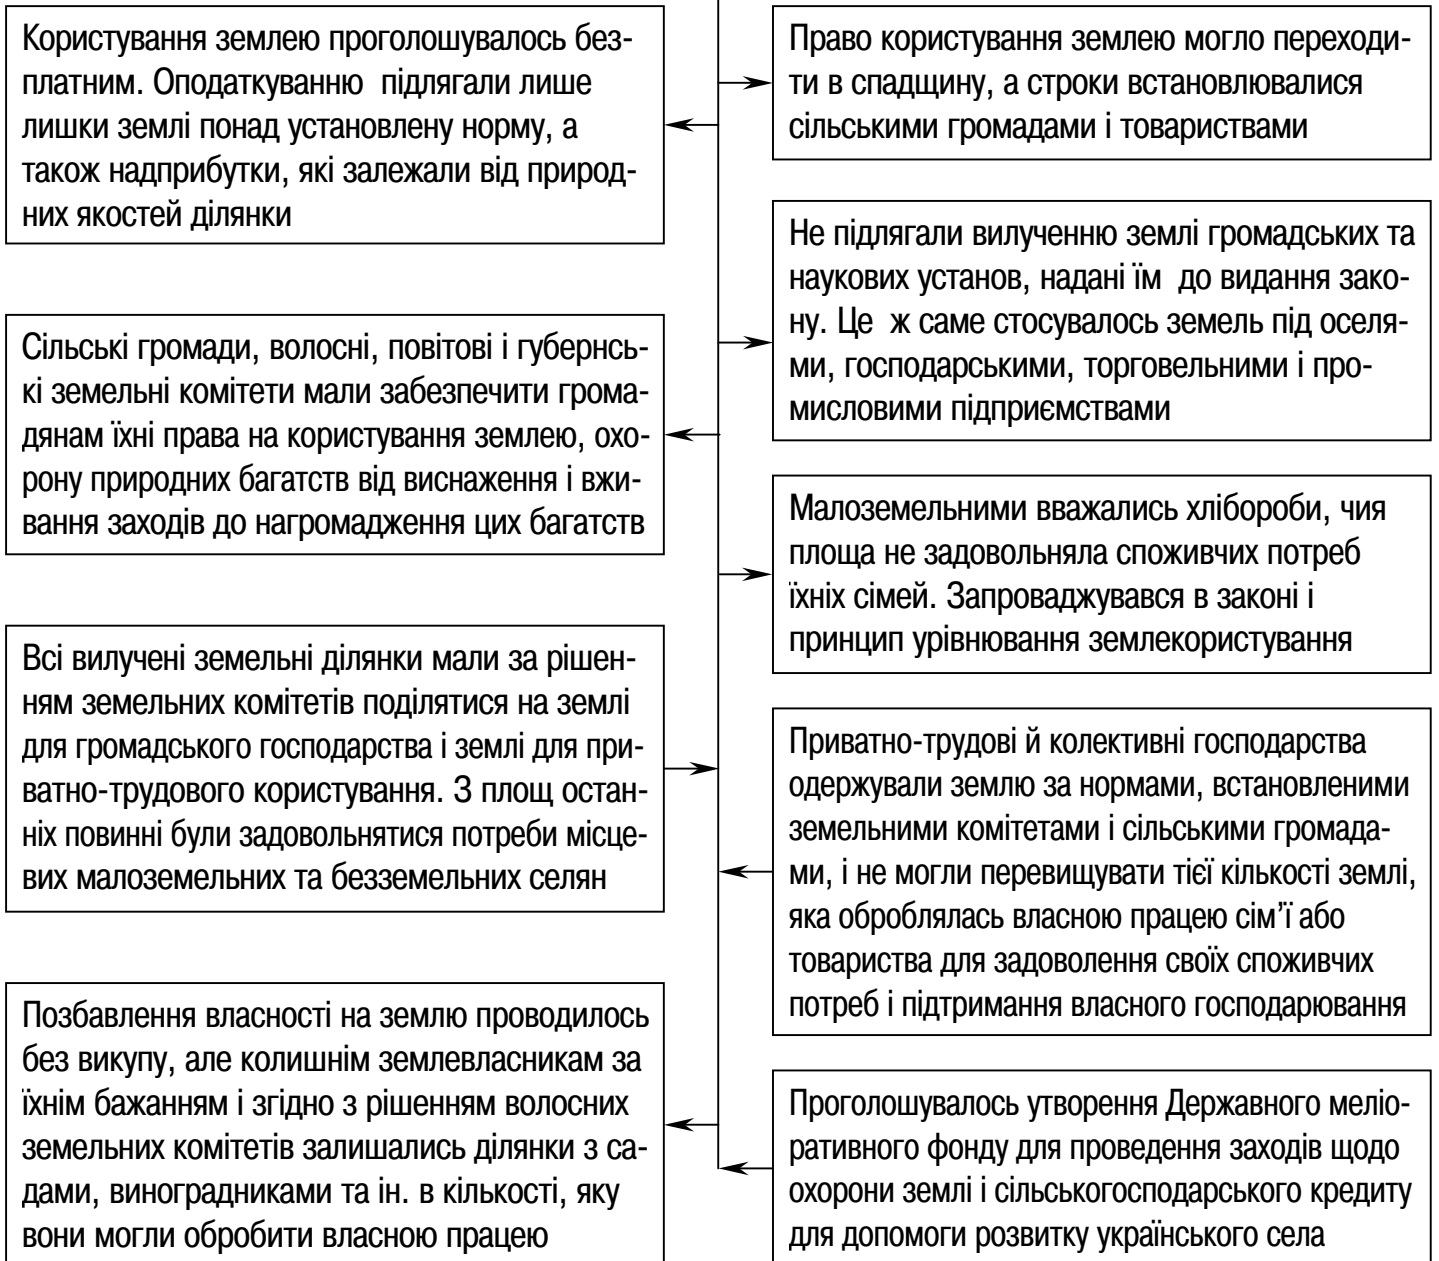 Користування землею проголошувалось без-
платним. Оподаткуванню підлягали лише
лишки землі понад установлену норму, а
також надприбутки, які залежали від природ-
них якостей ділянки
Сільські громади, волосні, повітові і губернсь-
кі земельні комітети мали забезпечити грома-
дянам їхні права на користування землею, охо-
рону природних багатств від виснаження і вжи-
вання заходів до нагромадження цих багатств
Всі вилучені земельні ділянки мали за рішен-
ням земельних комітетів поділятися на землі
для громадського господарства і землі для при-
ватно-трудового користування. З площ остан-
ніх повинні були задовольнятися потреби місце-
вих малоземельних та безземельних селян
Позбавлення власності на землю проводилось
без викупу, але колишнім землевласникам за
їхнім бажанням і згідно з рішенням волосних
земельних комітетів залишались ділянки з са-
дами, виноградниками та ін. в кількості, яку
вони могли обробити власною працею
Право користування землею могло переходи-
ти в спадщину, а строки встановлювалися
сільськими громадами і товариствами
Не підлягали вилученню землі громадських та
наукових установ, надані їм до видання зако-
ну. Це ж саме стосувалось земель під оселя-
ми, господарськими, торговельними і про-
мисловими підприємствами
Малоземельними вважались хлібороби, чия
площа не задовольняла споживчих потреб
їхніх сімей. Запроваджувався в законі і
принцип урівнювання землекористування
Приватно-трудові й колективні господарства
одержували землю за нормами, встановленими
земельними комітетами і сільськими громада-
ми, і не могли перевищувати тієї кількості землі,
яка оброблялась власною працею сім’ї або
товариства для задоволення своїх споживчих
потреб і підтримання власного господарювання
Проголошувалось утворення Державного меліо-
ративного фонду для проведення заходів щодо
охорони землі і сільськогосподарського кредиту
для допомоги розвитку українського села